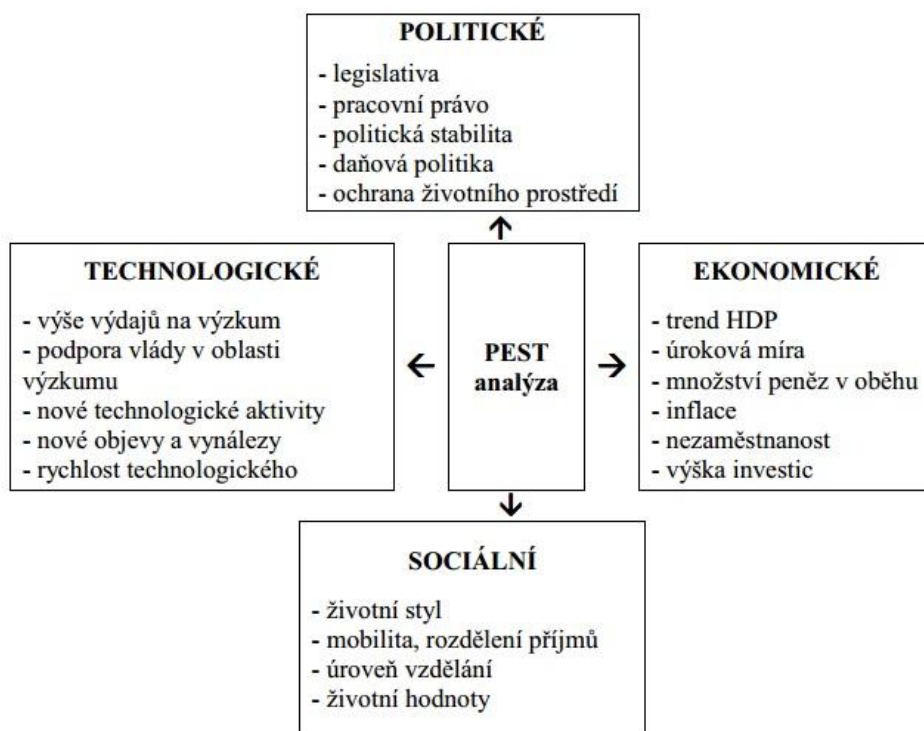 POLITICKÉ
- legislativa
- pracovní právo
- politická stabilita
- daňová politika
- ochrana životního prostředí
TECHNOLOGICKÉ
- výše výdajů na výzkum
- podpora vlády v oblasti
výzkumu
- nové technologické aktivity
- nové objevy a vynálezy
- rychlost technologického
PEST
analýza
EKONOMICKÉ
- trend HDP
- úroková míra
- množství peněz v oběhu
- inflace
- nezaměstnanost
- výška investic
SOCIÁLNÍ
- životní styl
- mobilita, rozdělení příjmů
- úroveň vzdělání
- životní hodnoty